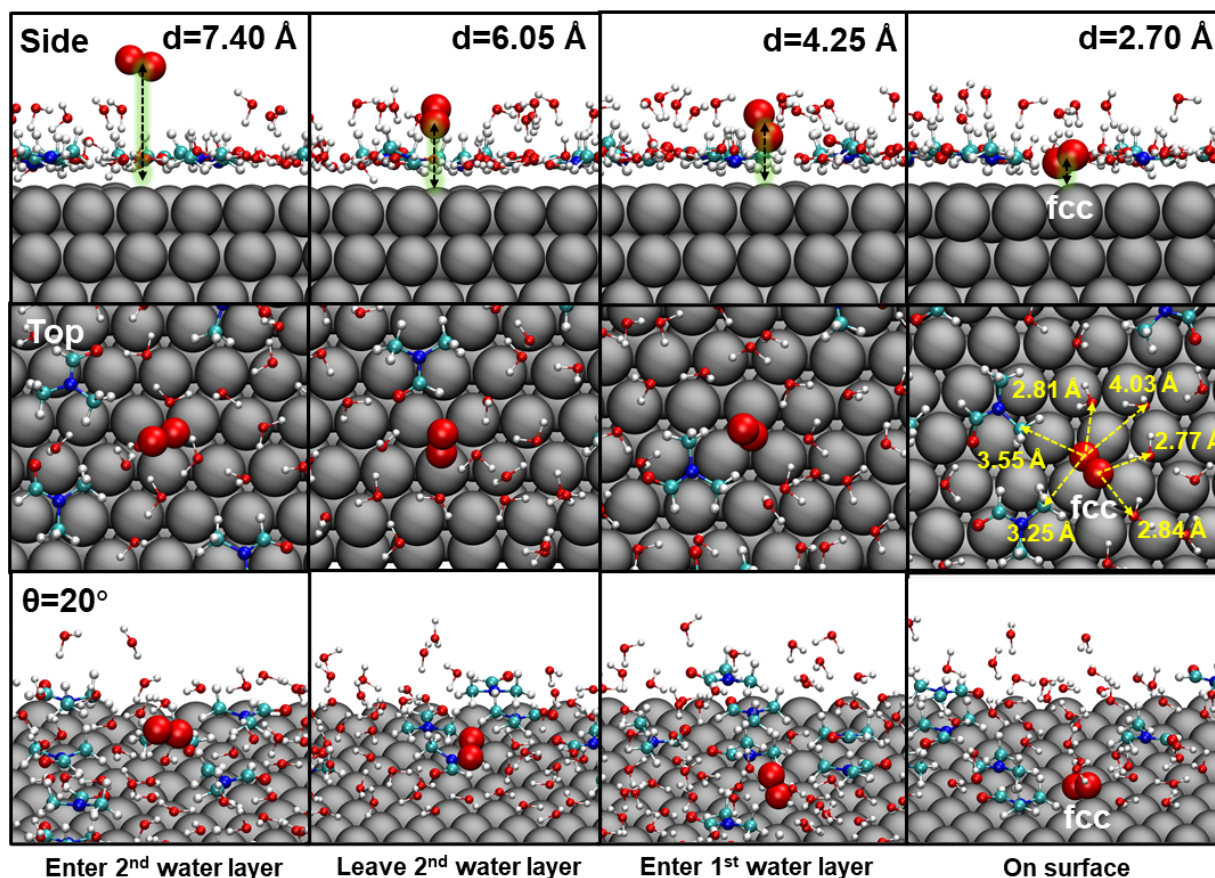 Side
d=7.40 Å
d=6.05 Å
d=4.25 Å
d=2.70 Å
fcc
Top
2.81 Å
4.03 Å
2.77 Å
3.55 Å
fcc
3.25 Å
2.84 Å
θ=20°
fcc
Enter 2nd water layer
Leave 2nd water layer
Enter 1st water layer
On surface